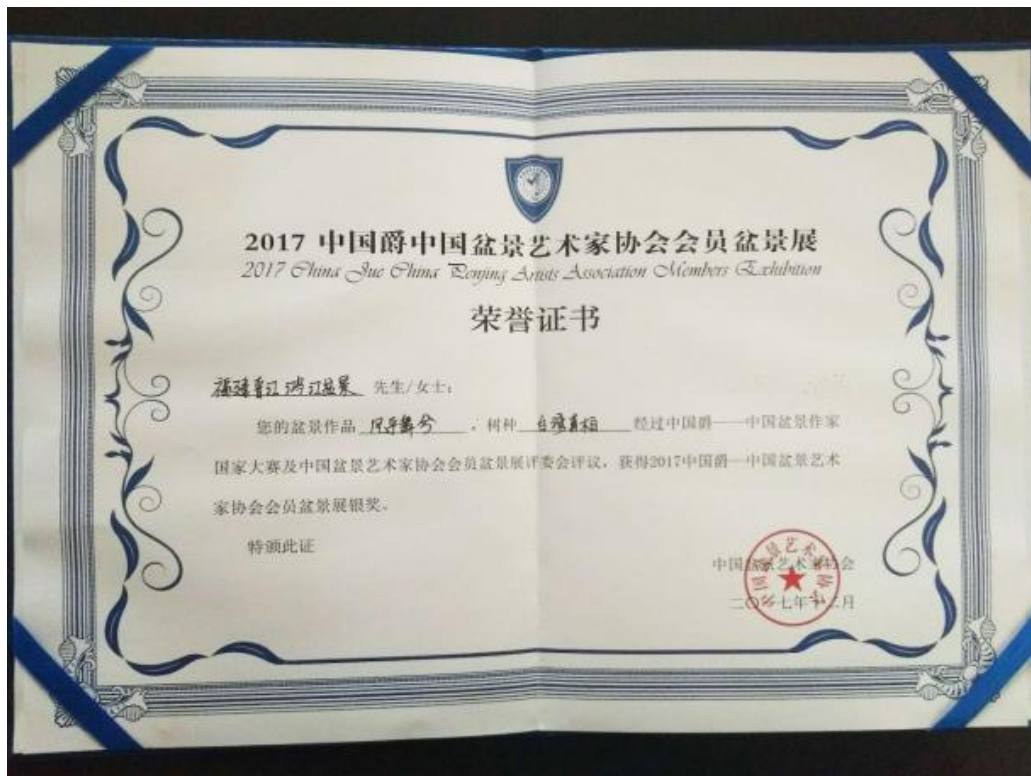 2017 中国爵中国盆景艺术家协会会员盆景展
2017 China Jue China Penjing Artists Association Members Exhibition
荣誉证书
福建晋江 盆景 先生/女士:
您的盆景作品 舞兮 ,树种 台湾真柏 经过中国爵——中国盆景作家
国家大赛及中国盆景艺术家协会会员盆景展评委会评议,获得2017中国爵—中国盆景艺术
家协会会员盆景展银奖。
特颁此证
中国盆景艺术家协会
二〇一七年十二月